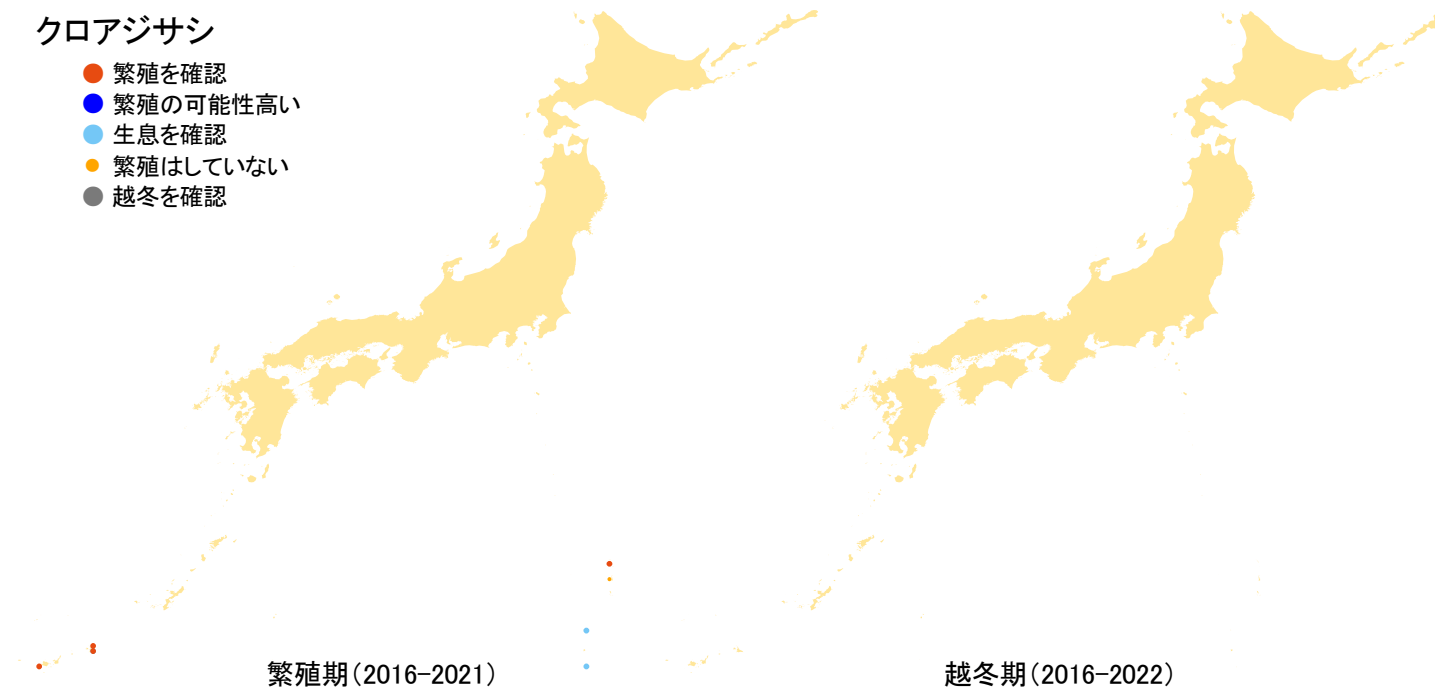 クロアジサシ
繁殖を確認
繁殖の可能性高い
生息を確認
繁殖はしていない
越冬を確認
繁殖期（2016-2021）
越冬期（2016-2022）